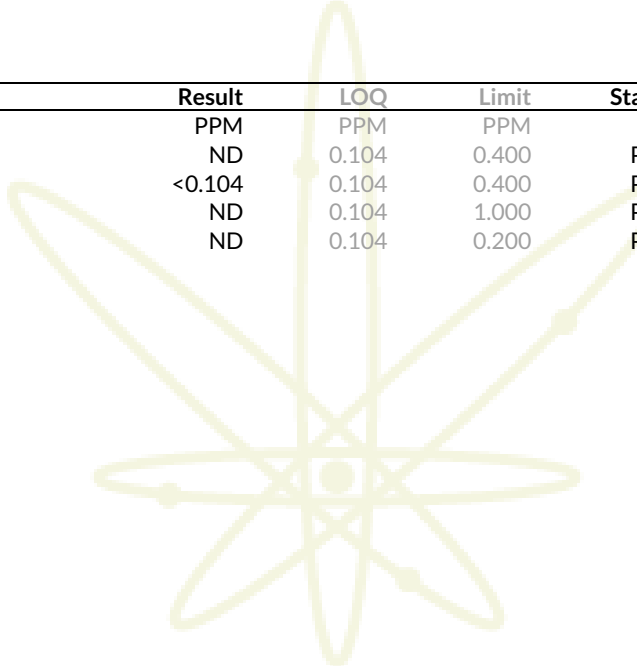 Result LOQ Limit Sta
PPM PPM PPM
ND 0.104 0.400 P
<0.104 0.104 0.400 P
ND 0.104 1.000 P
ND 0.104 0.200 P